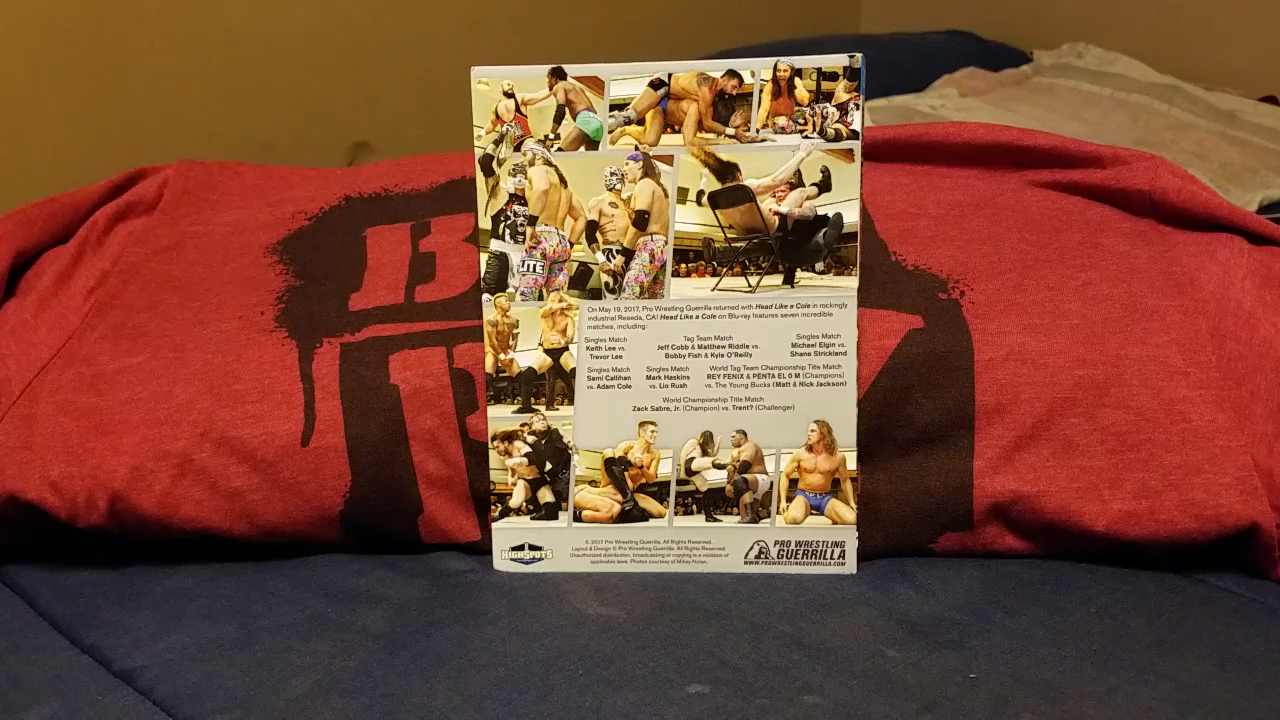 LITE
On May 19, 2017, Pro Wrestling Guerrilla returned with Head Like a Cole in rockingly
industrial Reseda, CA! Head Like a Cole on Blu-ray features seven incredible
matches, including:
Singles Match
Keith Lee vs.
Trevor Lee
Tag Team Match
Jeff Cobb & Matthew Riddle vs.
Bobby Fish & Kyle O'Reilly
Singles Match
Michael Elgin vs.
Shane Strickland
Singles Match
Sami Callihan
vs. Adam Cole
Singles Match
Mark Haskins
vs. Lio Rush
World Tag Team Championship Title Match
REY FENIX & PENTA EL 0 M (Champions)
vs. The Young Bucks (Matt & Nick Jackson)
World Championship Title Match
Zack Sabre, Jr. (Champion) vs. Trent? (Challenger)
HIGHSPOTS
© 2017 Pro Wrestling Guerrilla. All Rights Reserved.
Layout & Design © Pro Wrestling Guerrilla. All Rights Reserved.
Unauthorized distribution, broadcasting or copying is a violation of
applicable laws. Photos courtesy of Mikey Nolan.
PRO WRESTLING
GUERRILLA
WWW.PROWRESTLINGGUERRILLA.COM